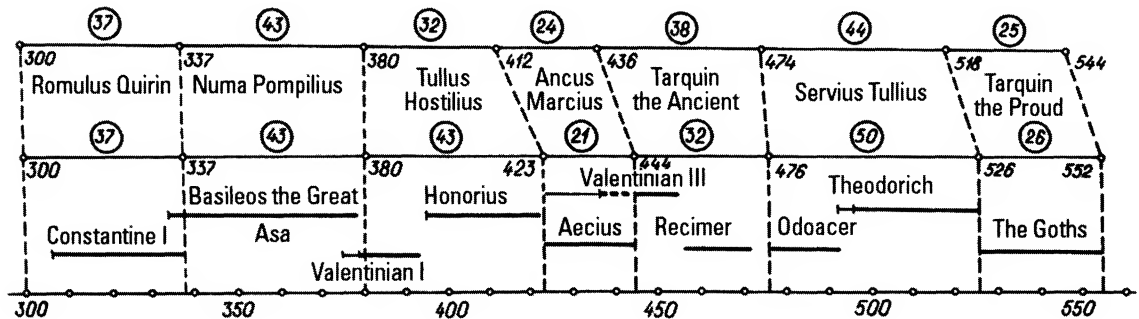 37 43 32 24 38 44 25
300 337 380 412 436 474 518 544
Romulus Quirin Numa Pompilius Tullus Ancus Tarquin Servius Tullius Tarquin
Hostilius Marcius the Ancient the Proud
37 43 43 21 32 50 26
300 337 380 423 444 476 526 552
Basileos the Great Honorius Valentinian III Theodorich
Constantine I Asa Aecius Recimer Odoacer The Goths
Valentinian I
300 350 400 450 500 550